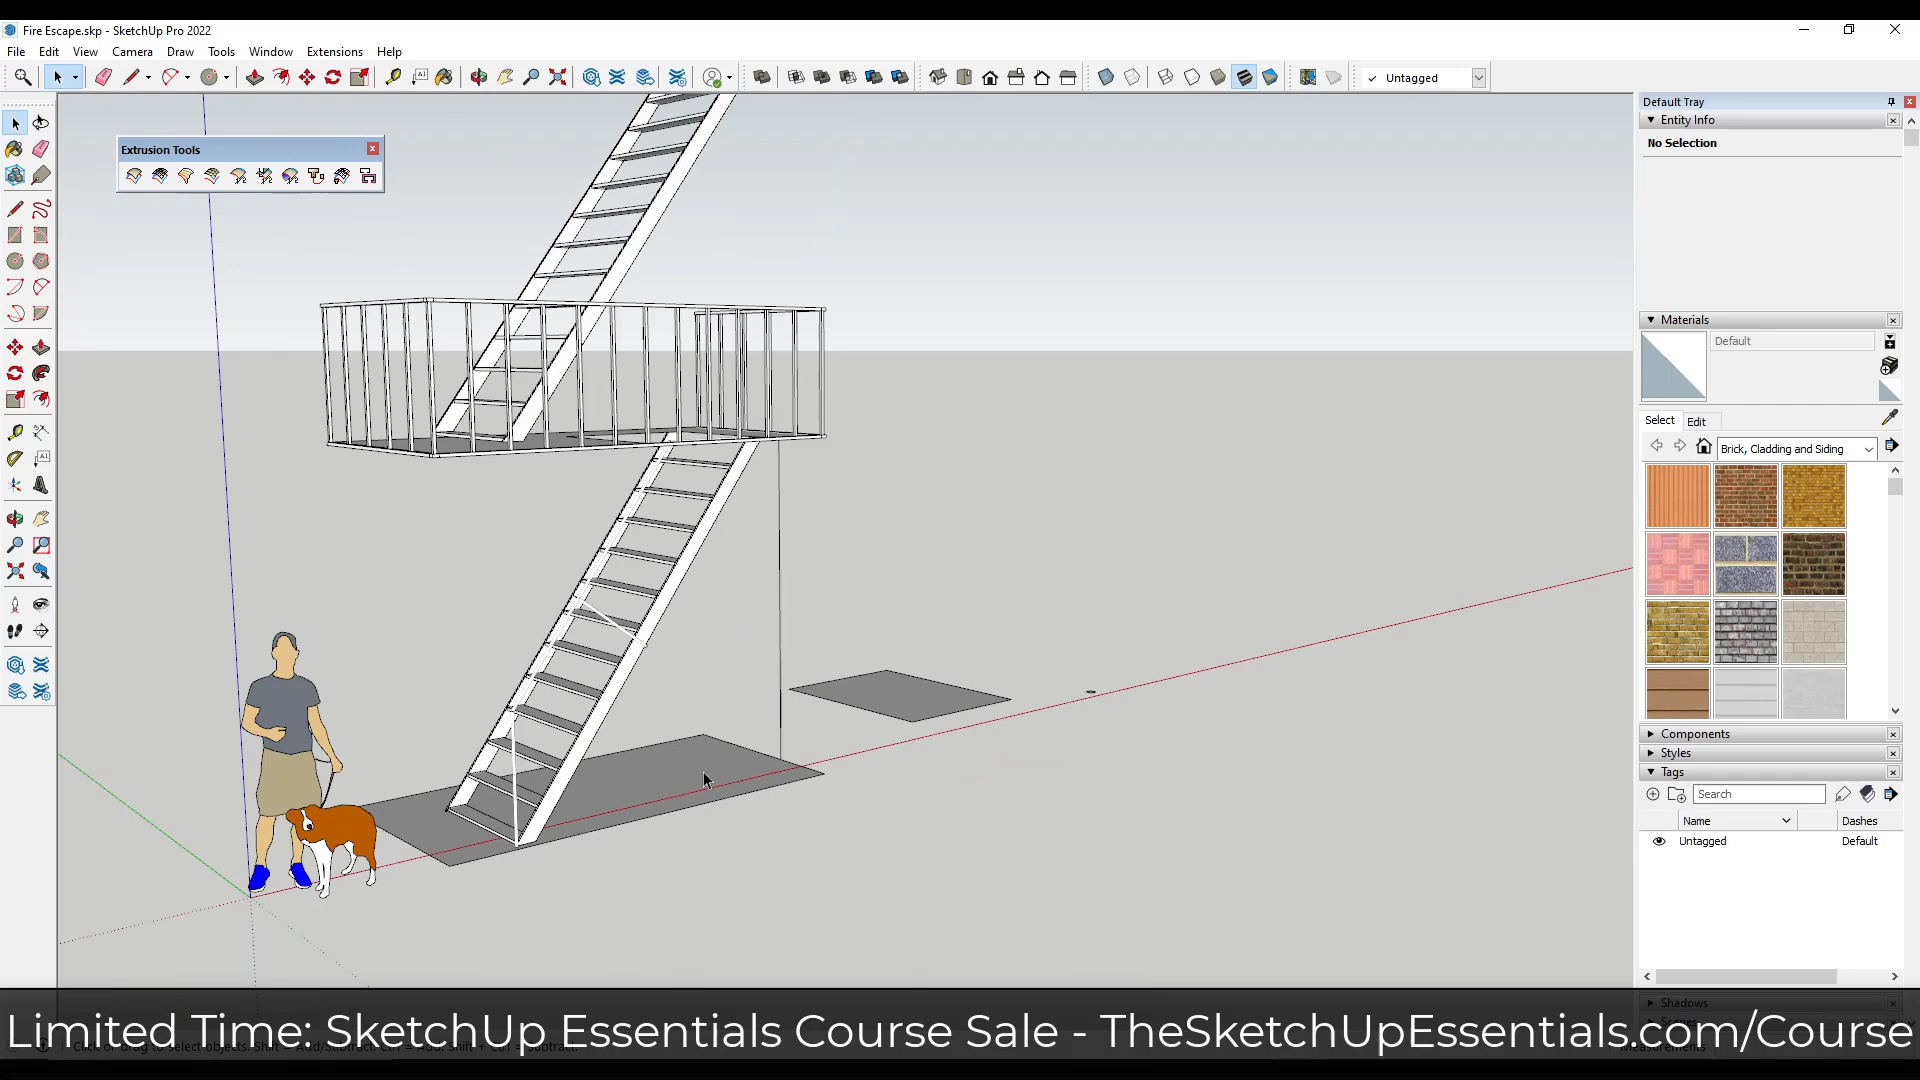 Fire Escape.skp - SketchUp Pro 2022
File Edit View Camera Draw Tools Window Extensions Help
A1
Untagged
Default Tray
Entity Info
No Selection
Extrusion Tools
Materials
Default
Select Edit
Brick, Cladding and Siding
A1
Components
Styles
Tags
Search
Name Dashes
Untagged Default
Shadows
Limited Time: SketchUp Essentials Course Sale - TheSketchUpEssentials.com/Course